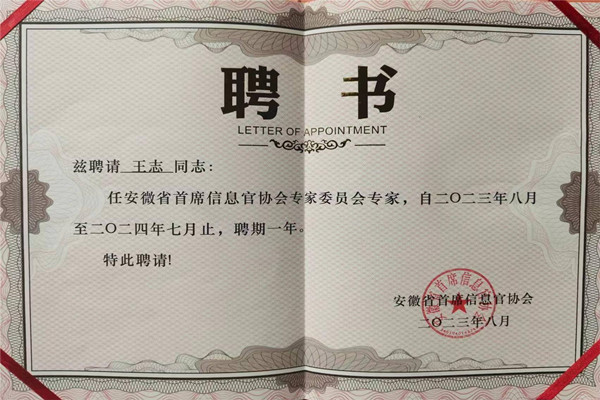 聘书
LETTER OF APPOINTMENT
兹聘请 王志 同志：
任安徽省首席信息官协会专家委员会专家，自二〇二三年八月
至二〇二四年七月止，聘期一年。
特此聘请！
安徽省首席信息官协会
二〇二三年八月